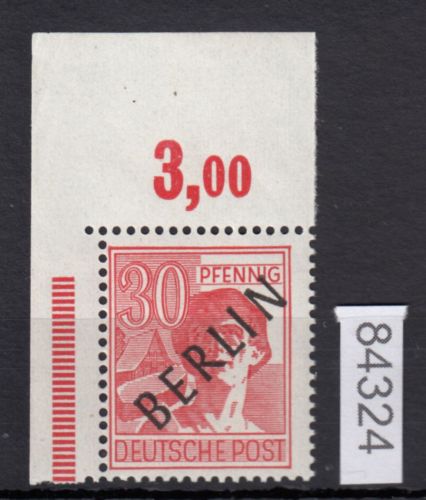 3,00
30 PFENNIG
BERLIN
DEUTSCHE POST
84324